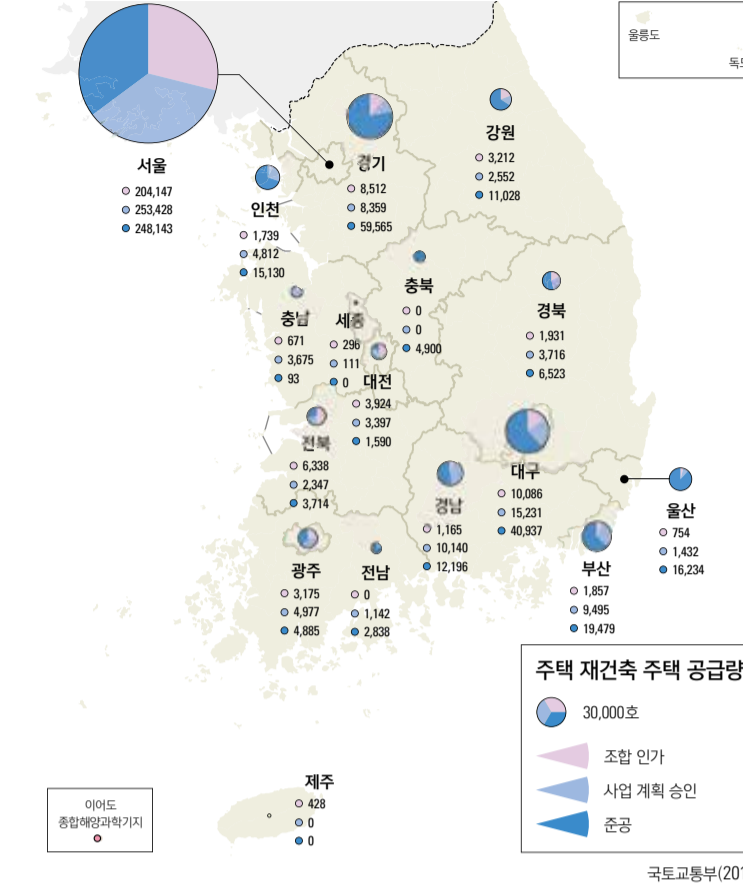 울릉도
독도
서울
204,147
253,428
248,143
경기
8,512
8,359
59,565
강원
3,212
2,552
11,028
인천
1,739
4,812
15,130
충북
0
0
4,900
경북
1,931
3,716
6,523
충남
671
3,675
93
세종
296
111
0
대전
3,924
3,397
1,590
전북
6,338
2,347
3,714
대구
10,086
15,231
40,937
경남
1,165
10,140
12,196
울산
754
1,432
16,234
부산
1,857
9,495
19,479
광주
3,175
4,977
4,885
전남
0
1,142
2,838
제주
428
0
0
이어도
종합해양과학기지
주택 재건축 주택 공급량
30,000호
조합 인가
사업 계획 승인
준공
국토교통부(201